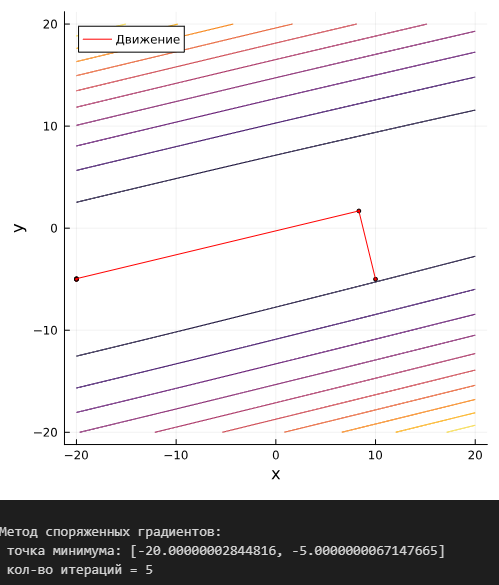 20
Движение
10
y
0
−10
−20
−20
−10
0
10
20
x
Метод споряженных градиентов:
точка минимума: [-20.00000002844816, -5.0000000067147665]
кол-во итераций = 5